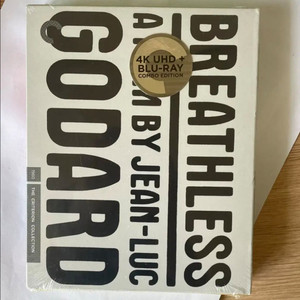 BREATHLESS
A FILM BY JEAN-LUC
GODARD
4K UHD +
BLU-RAY
COMBO EDITION
THE CRITERION COLLECTION